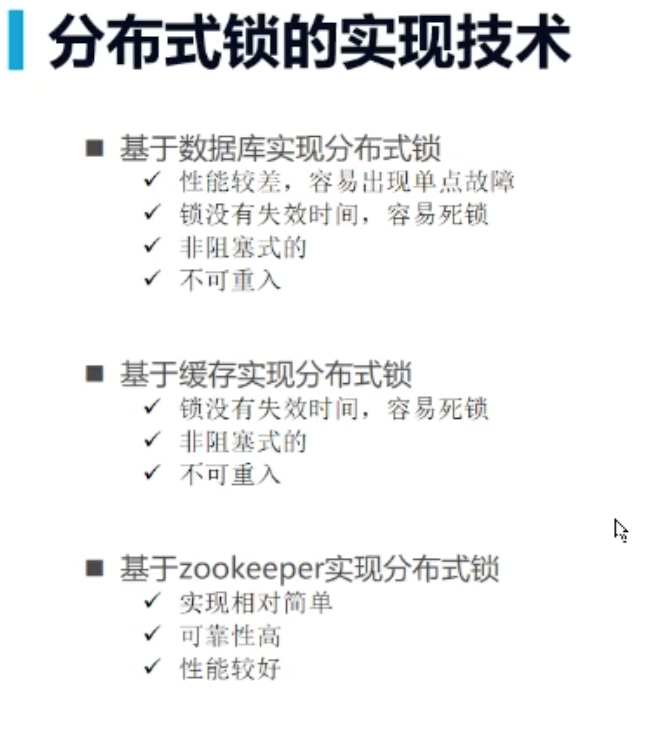 分布式锁的实现技术
基于数据库实现分布式锁
性能较差，容易出现单点故障
锁没有失效时间，容易死锁
非阻塞式的
不可重入
基于缓存实现分布式锁
锁没有失效时间，容易死锁
非阻塞式的
不可重入
基于zookeeper实现分布式锁
实现相对简单
可靠性高
性能较好